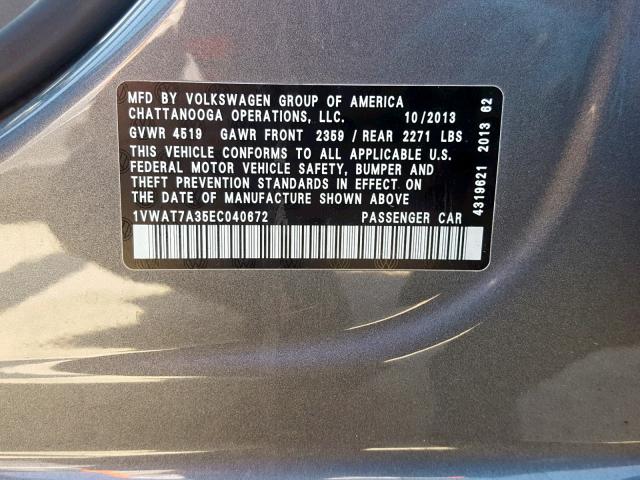 MFD BY VOLKSWAGEN GROUP OF AMERICA
CHATTANOOGA OPERATIONS, LLC. 10/2013
GVWR 4519 GAWR FRONT 2359 / REAR 2271 LBS
THIS VEHICLE CONFORMS TO ALL APPLICABLE U.S.
FEDERAL MOTOR VEHICLE SAFETY, BUMPER AND
THEFT PREVENTION STANDARDS IN EFFECT ON
THE DATE OF MANUFACTURE SHOWN ABOVE
1VWAT7A35EC040672 PASSENGER CAR
4319621 2013 62